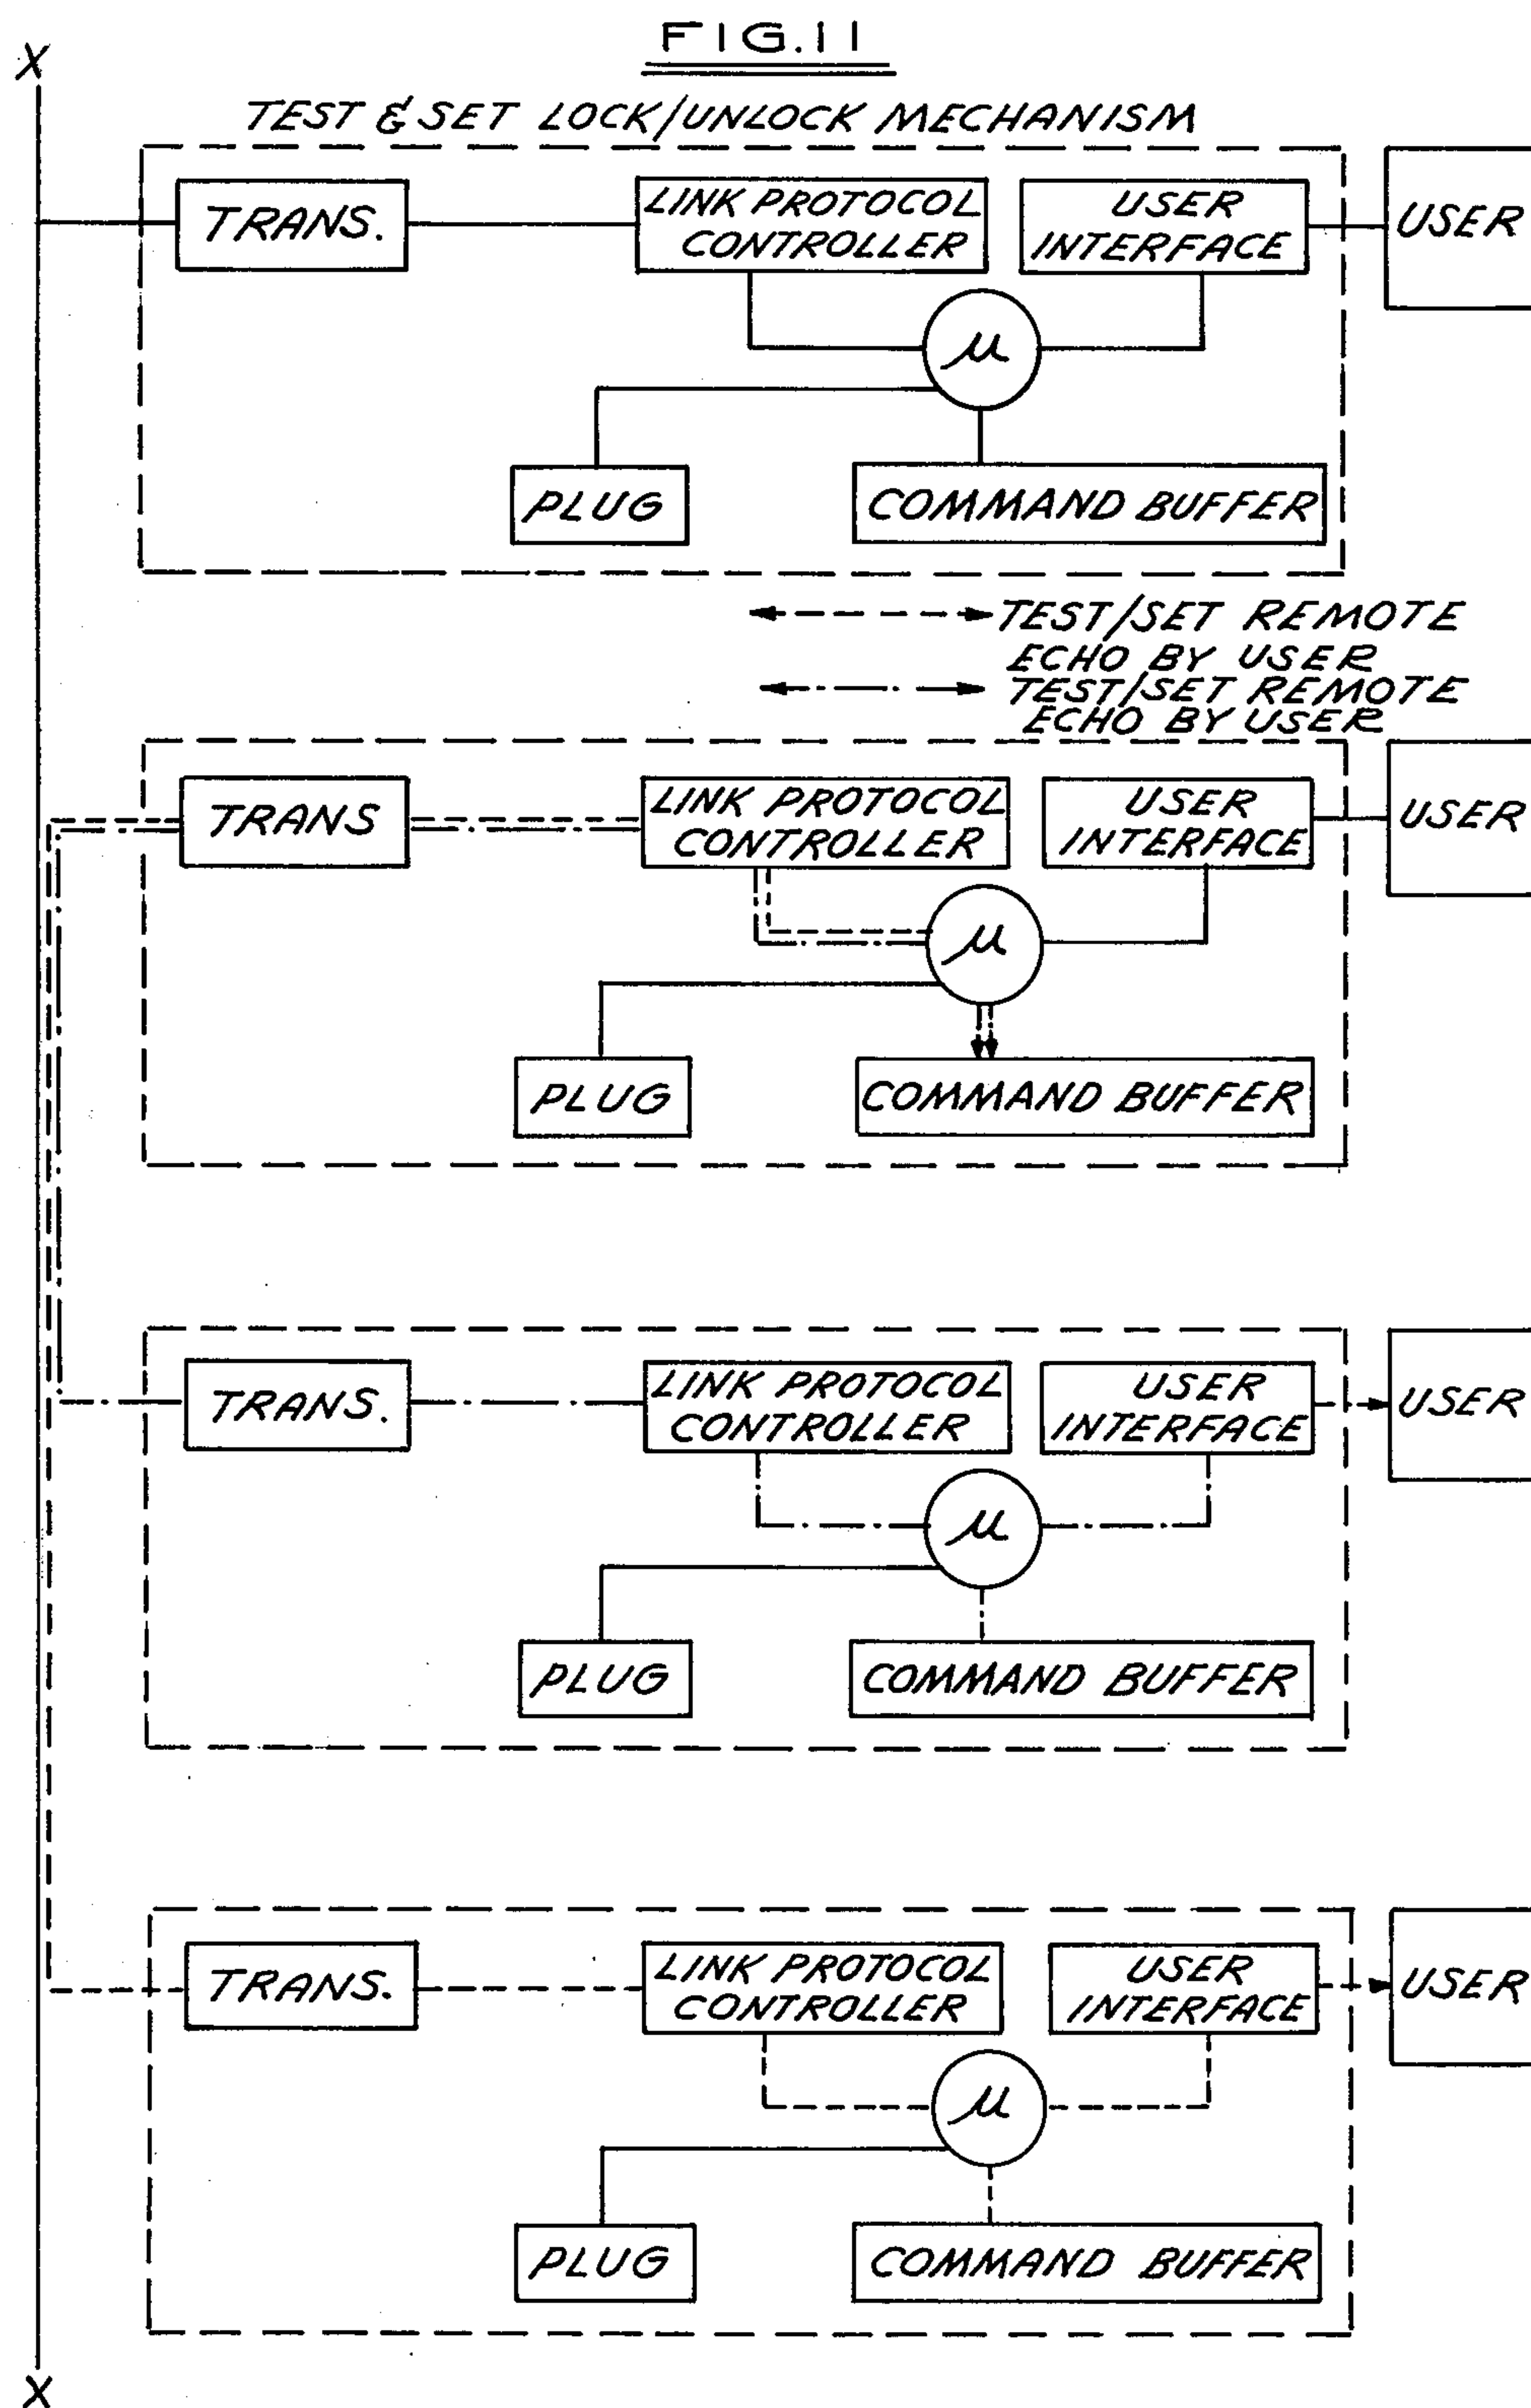 FIG. 11
X
TEST & SET LOCK/UNLOCK MECHANISM
TRANS.
LINK PROTOCOL
CONTROLLER
USER
INTERFACE
USER
μ
PLUG
COMMAND BUFFER
TEST/SET REMOTE
ECHO BY USER
TEST/SET REMOTE
ECHO BY USER
TRANS
LINK PROTOCOL
CONTROLLER
USER
INTERFACE
USER
μ
PLUG
COMMAND BUFFER
TRANS.
LINK PROTOCOL
CONTROLLER
USER
INTERFACE
USER
μ
PLUG
COMMAND BUFFER
TRANS.
LINK PROTOCOL
CONTROLLER
USER
INTERFACE
USER
μ
PLUG
COMMAND BUFFER
X